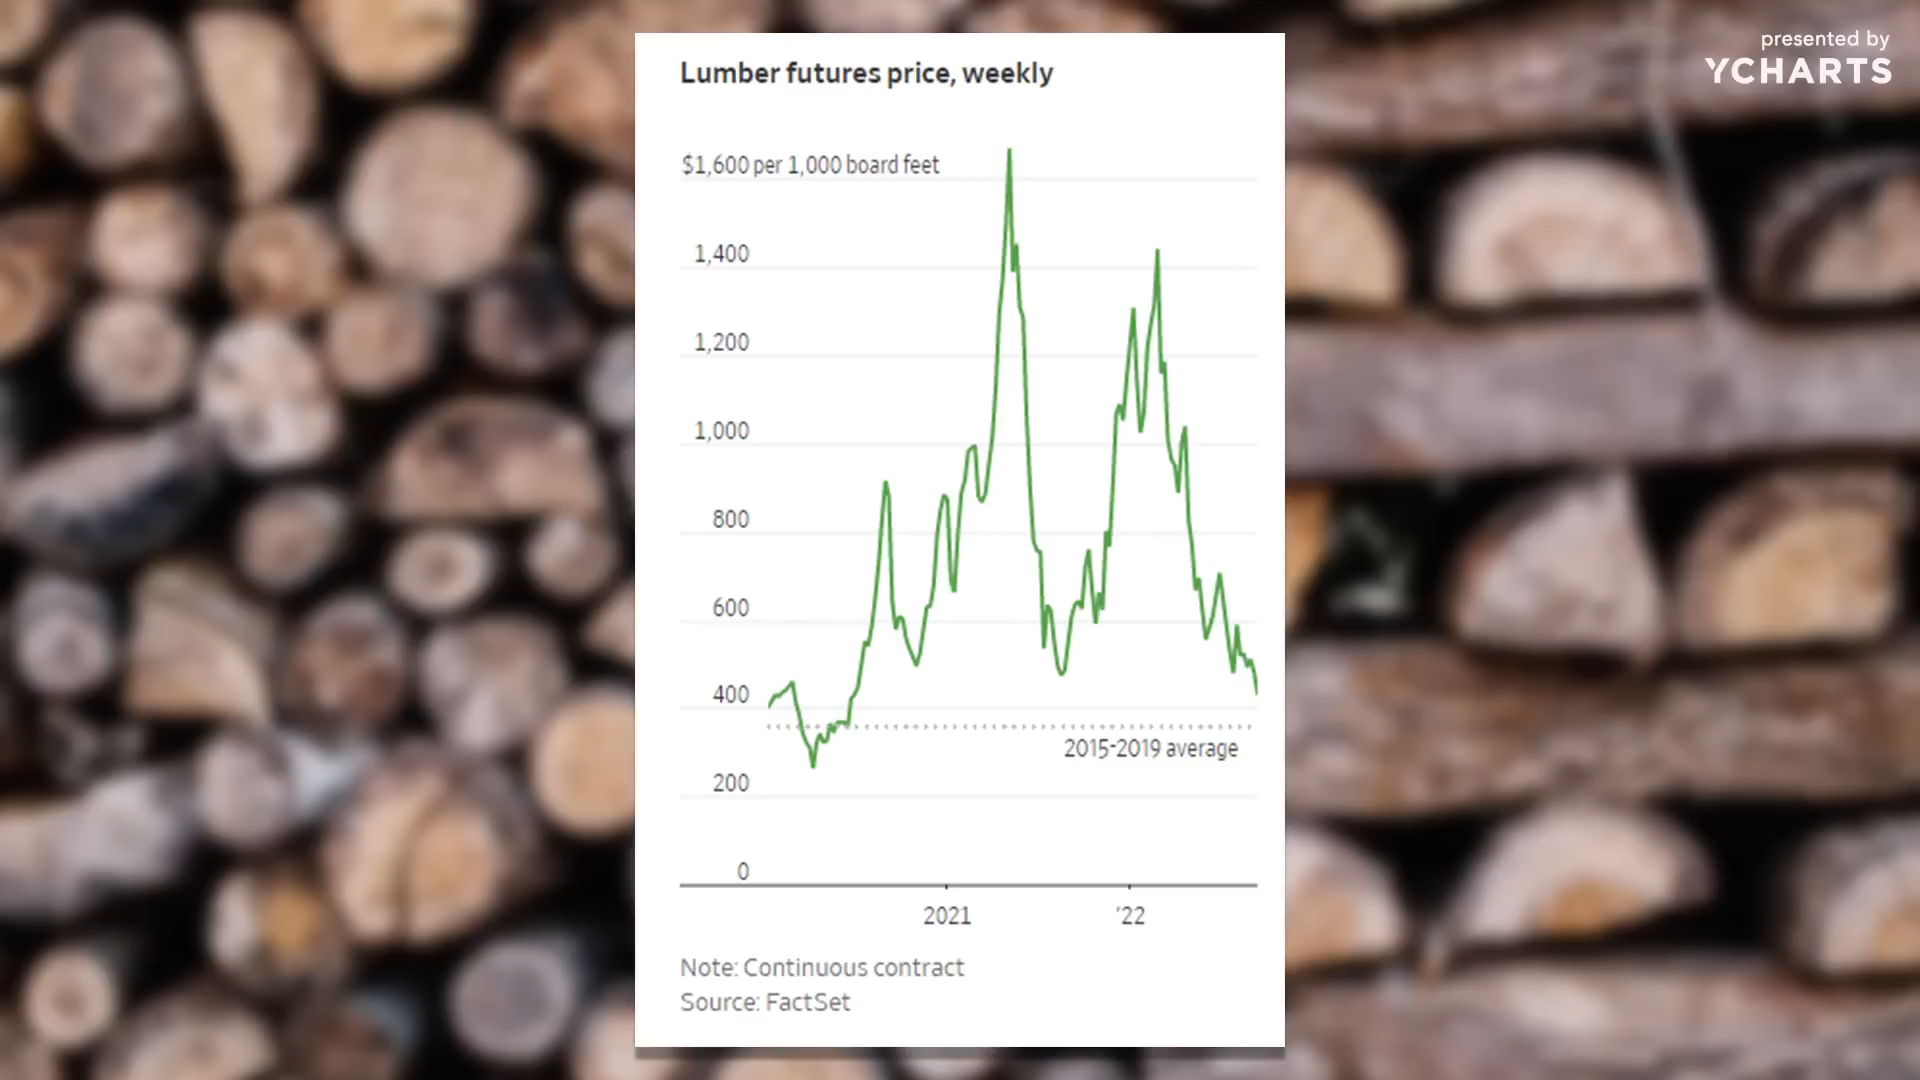 presented by
YCHARTS
Lumber futures price, weekly
$1,600 per 1,000 board feet
1,400
1,200
1,000
800
600
400
2015-2019 average
200
0
2021
'22
Note: Continuous contract
Source: FactSet